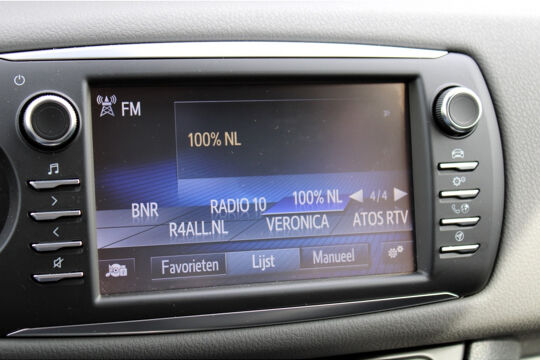 FM
100% NL
BNR RADIO 10 100% NL 4/4
R4ALL.NL VERONICA ATOS RTV
Favorieten Lijst Manueel